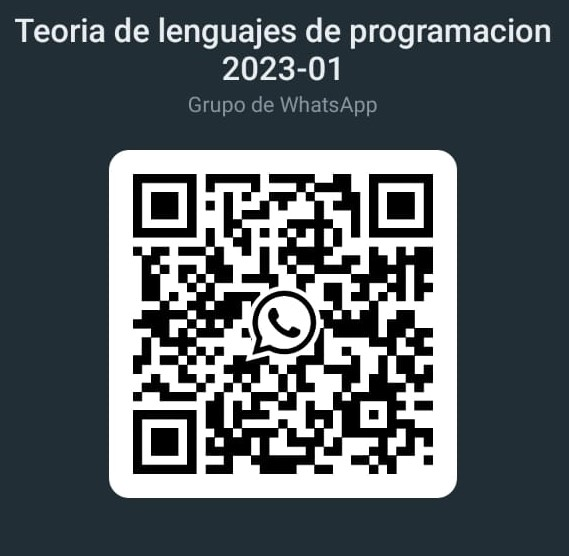 Teoria de lenguajes de programacion
2023-01
Grupo de WhatsApp